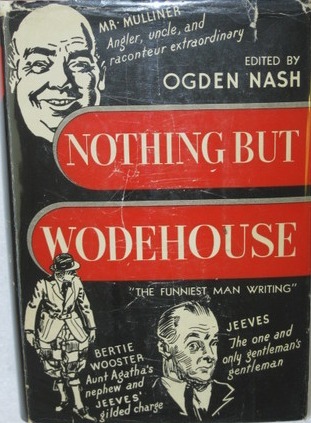 MR. MULLINER
Angler, uncle, and
raconteur extraordinary
EDITED BY
OGDEN NASH
NOTHING BUT
WODEHOUSE
"THE FUNNIEST MAN WRITING"
BERTIE
WOOSTER
Aunt Agatha's
nephew and
JEEVES'
gilded charge
JEEVES
The one and
only gentleman's
gentleman